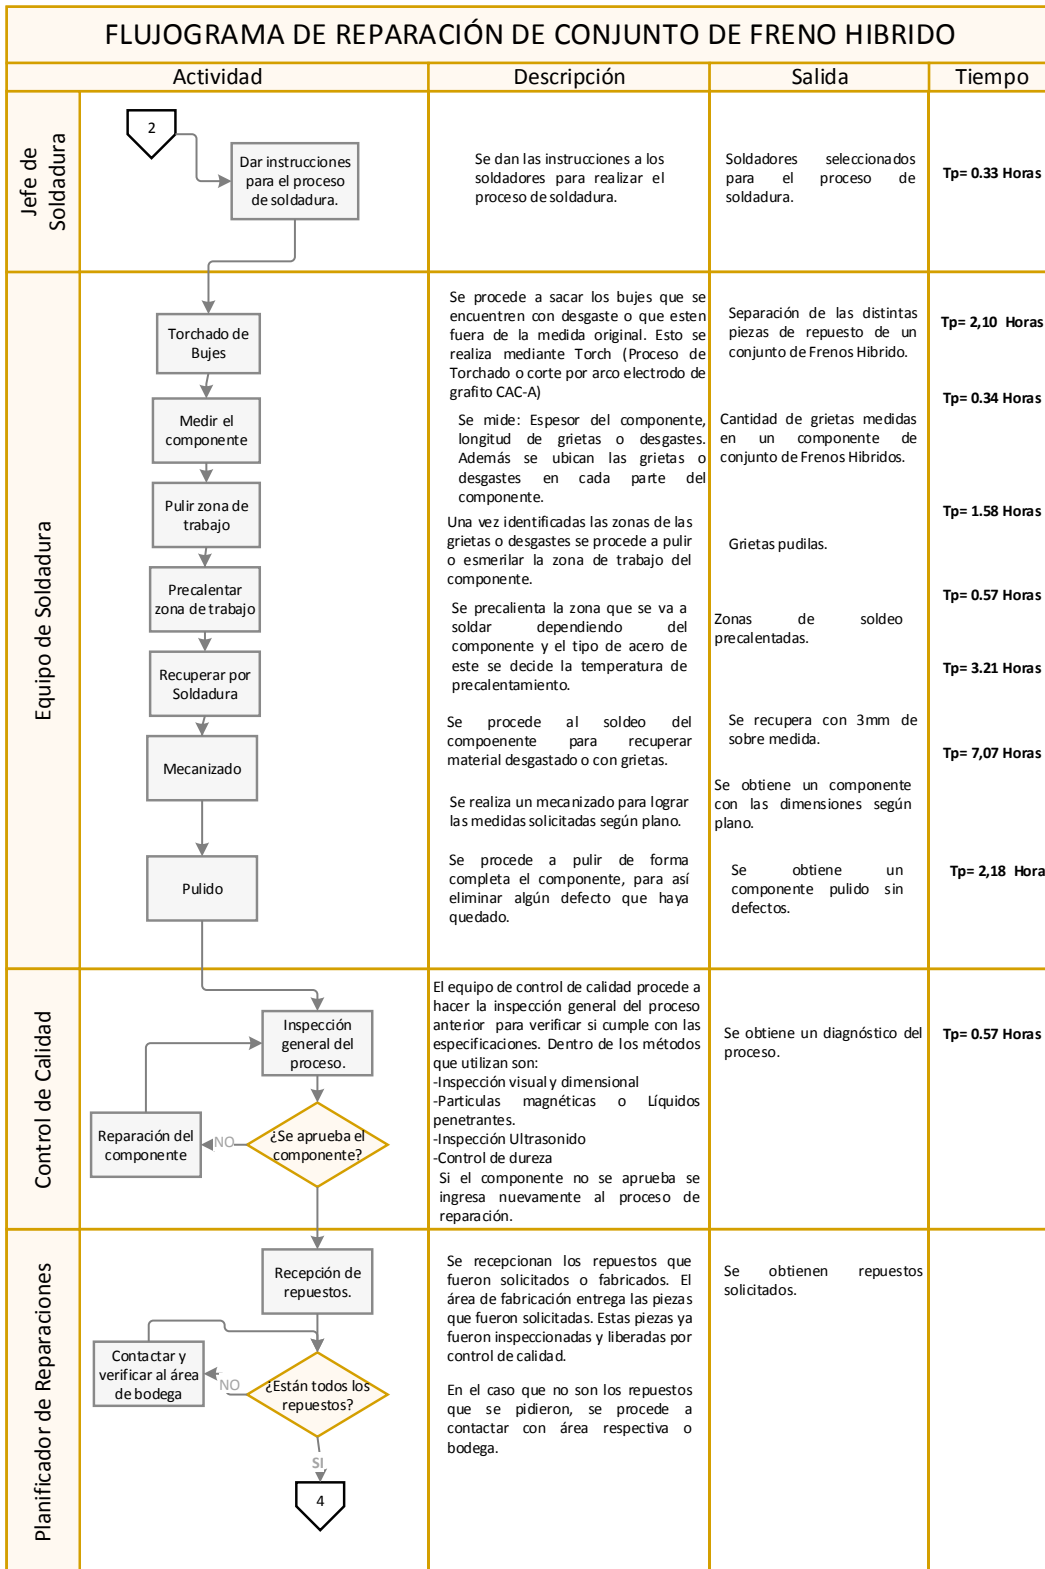 FLUJOGRAMA DE REPARACIÓN DE CONJUNTO DE FRENO HIBRIDO
Actividad
Descripción
Salida
Tiempo
Jefe de
Soldadura
2
Dar instrucciones
para el proceso
de soldadura.
Se dan las instrucciones a los
soldadores para realizar el
proceso de soldadura.
Soldadores seleccionados
para el proceso de
soldadura.
Tp= 0.33 Horas
Equipo de Soldadura
Torchado de
Bujes
Se procede a sacar los bujes que se
encuentren con desgaste o que esten
fuera de la medida original. Esto se
realiza mediante Torch (Proceso de
Torchado o corte por arco electrodo de
grafito CAC-A)
Separación de las distintas
piezas de repuesto de un
conjunto de Frenos Hibrido.
Tp= 2,10 Horas
Medir el
componente
Se mide: Espesor del componente,
longitud de grietas o desgastes.
Además se ubican las grietas o
desgastes en cada parte del
componente.
Cantidad de grietas medidas
en un componente de
conjunto de Frenos Hibridos.
Tp= 0.34 Horas
Pulir zona de
trabajo
Una vez identificadas las zonas de las
grietas o desgastes se procede a pulir
o esmerilar la zona de trabajo del
componente.
Grietas pudilas.
Tp= 1.58 Horas
Precalentar
zona de trabajo
Se precalienta la zona que se va a
soldar dependiendo del
componente y el tipo de acero de
este se decide la temperatura de
precalentamiento.
Zonas de soldeo
precalentadas.
Tp= 0.57 Horas
Recuperar por
Soldadura
Se procede al soldeo del
compoenente para recuperar
material desgastado o con grietas.
Se recupera con 3mm de
sobre medida.
Tp= 3.21 Horas
Mecanizado
Se realiza un mecanizado para lograr
las medidas solicitadas según plano.
Se obtiene un componente
con las dimensiones según
plano.
Tp= 7,07 Horas
Pulido
Se procede a pulir de forma
completa el componente, para así
eliminar algún defecto que haya
quedado.
Se obtiene un
componente pulido sin
defectos.
Tp= 2,18 Hora
Control de Calidad
Inspección
general del
proceso.
Reparación del
componente
NO
¿Se aprueba el
componente?
El equipo de control de calidad procede a
hacer la inspección general del proceso
anterior para verificar si cumple con las
especificaciones. Dentro de los métodos
que utilizan son:
-Inspección visual y dimensional
-Particulas magnéticas o Líquidos
penetrantes.
-Inspección Ultrasonido
-Control de dureza
Si el componente no se aprueba se
ingresa nuevamente al proceso de
reparación.
Se obtiene un diagnóstico del
proceso.
Tp= 0.57 Horas
Planificador de Reparaciones
Recepción de
repuestos.
Contactar y
verificar al área
de bodega
NO
¿Están todos los
repuestos?
SI
4
Se recepcionan los repuestos que
fueron solicitados o fabricados. El
área de fabricación entrega las piezas
que fueron solicitadas. Estas piezas ya
fueron inspeccionadas y liberadas por
control de calidad.
En el caso que no son los repuestos
que se pidieron, se procede a
contactar con área respectiva o
bodega.
Se obtienen repuestos
solicitados.